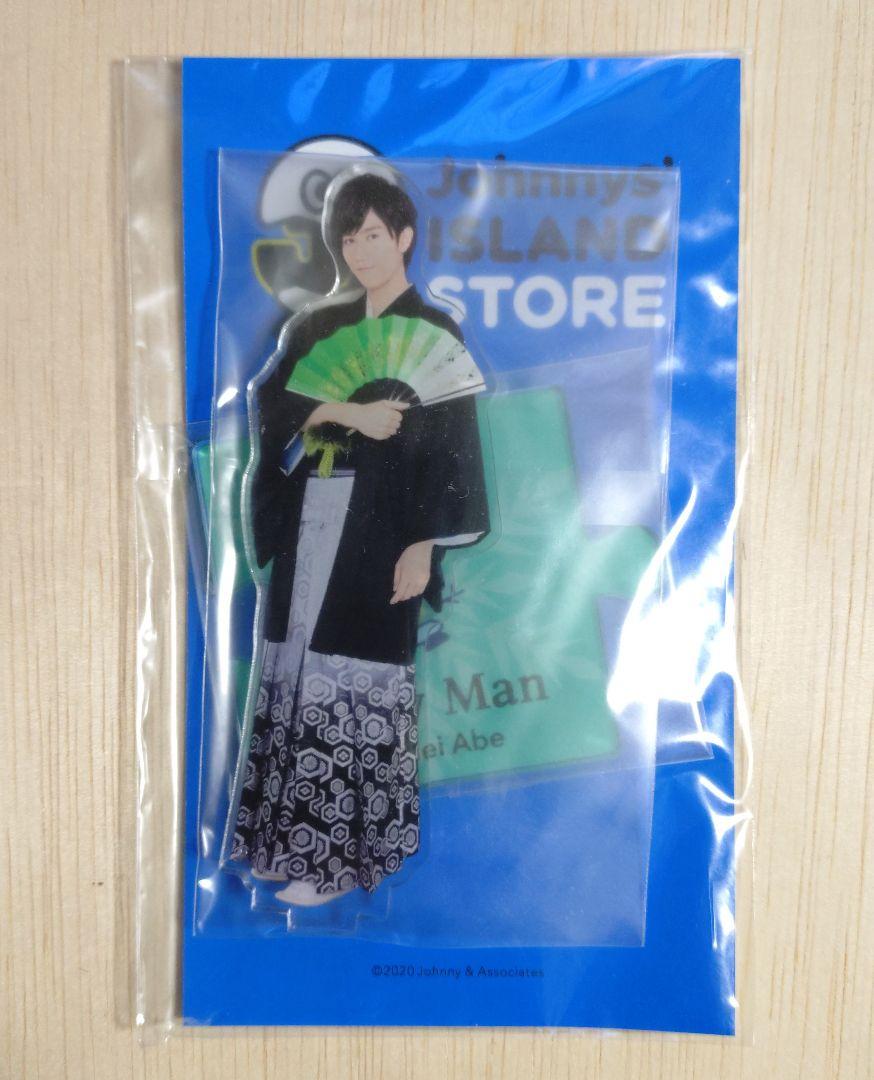 Johnnys'
ISLAND
STORE
Man
ei Abe
©2020 Johnny & Associates